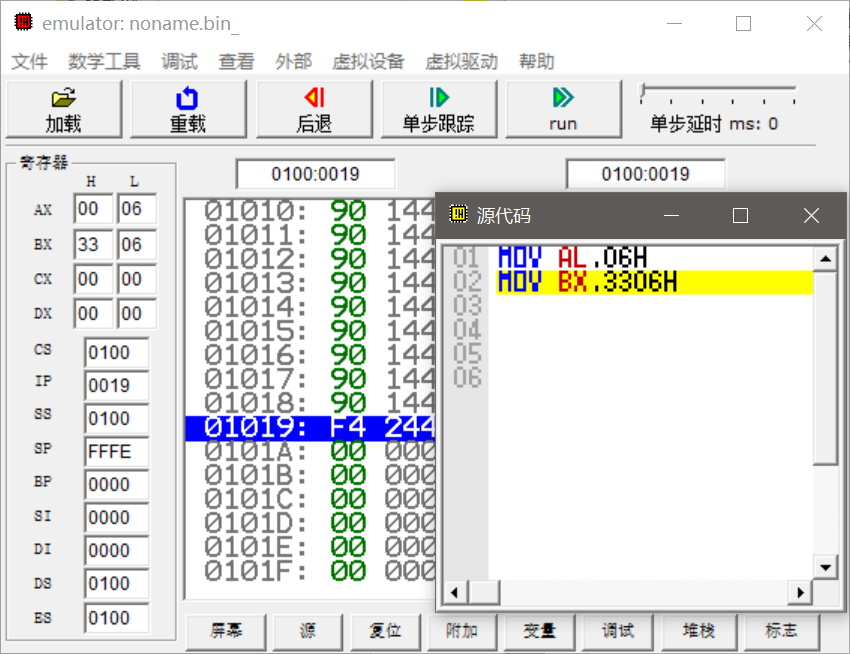 emulator: noname.bin_
文件 数学工具 调试 查看 外部 虚拟设备 虚拟驱动 帮助
加载 重载 后退 单步跟踪 run 单步延时 ms: 0
寄存器
H L
0100:0019 0100:0019
AX 00 06
BX 33 06
CX 00 00
DX 00 00
CS 0100
IP 0019
SS 0100
SP FFFE
BP 0000
SI 0000
DI 0000
DS 0100
ES 0100
01010: 90 144
01011: 90 144
01012: 90 144
01013: 90 144
01014: 90 144
01015: 90 144
01016: 90 144
01017: 90 144
01018: 90 144
01019: F4 244
0101A: 00 000
0101B: 00 000
0101C: 00 000
0101D: 00 000
0101E: 00 000
0101F: 00 000
源代码
01 MOV AL,06H
02 MOV BX,3306H
03
04
05
06
屏幕 源 复位 附加 变量 调试 堆栈 标志